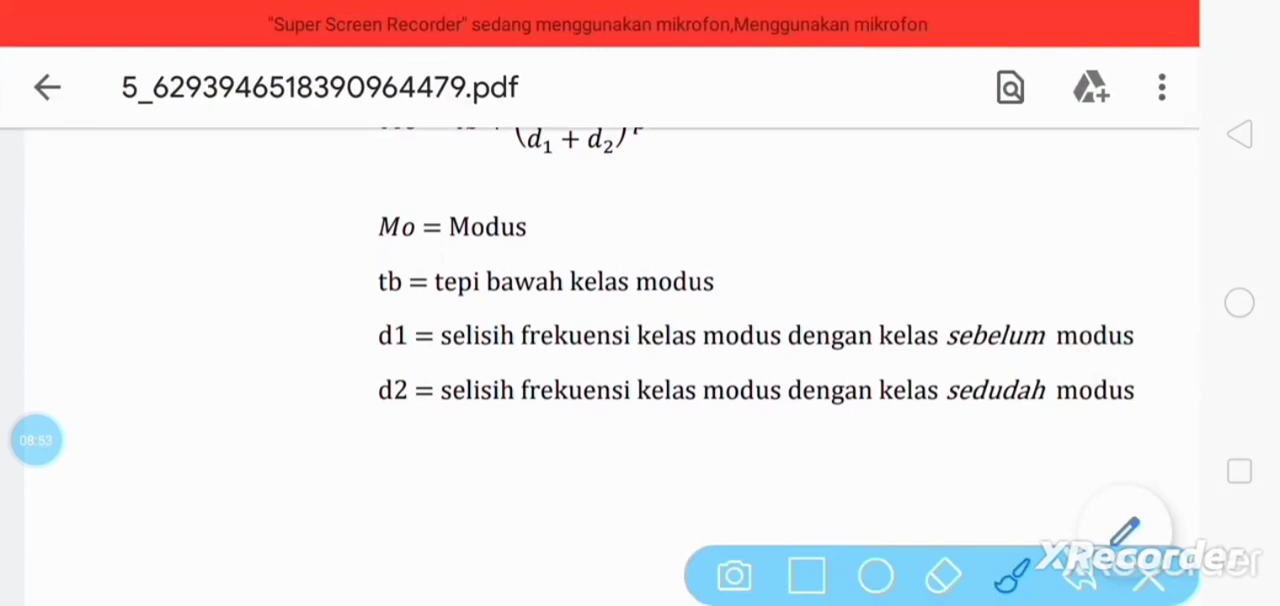 "Super Screen Recorder" sedang menggunakan mikrofon,Menggunakan mikrofon
5_6293946518390964479.pdf
(d₁ + d₂)
Mo = Modus
tb = tepi bawah kelas modus
d1 = selisih frekuensi kelas modus dengan kelas sebelum modus
d2 = selisih frekuensi kelas modus dengan kelas sedudah modus
08:53
XRecorder